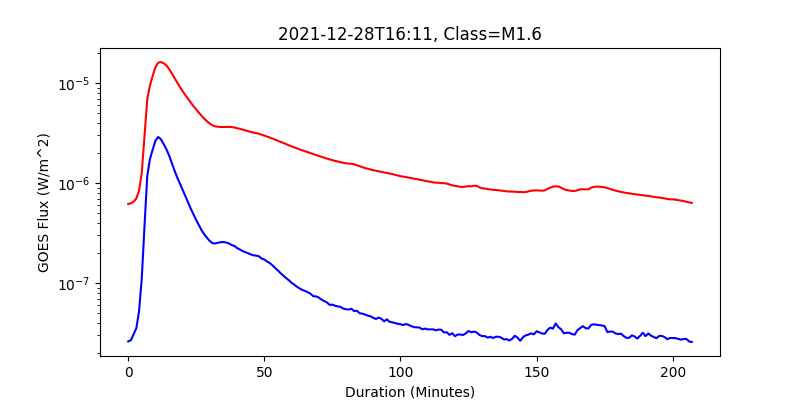 2021-12-28T16:11, Class=M1.6
GOES Flux (W/m^2)
10⁻⁵
10⁻⁶
10⁻⁷
0 50 100 150 200
Duration (Minutes)